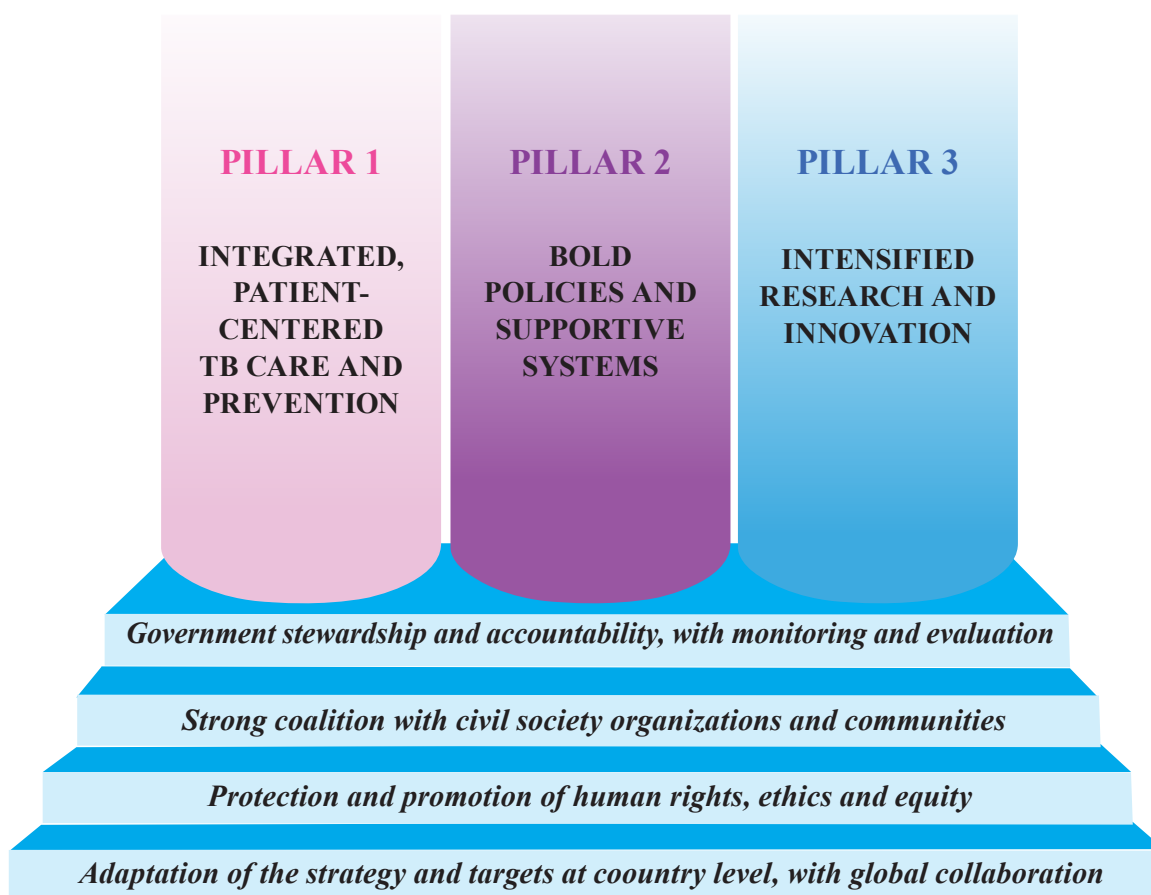 PILLAR 1
INTEGRATED,
PATIENT-
CENTERED
TB CARE AND
PREVENTION
PILLAR 2
BOLD
POLICIES AND
SUPPORTIVE
SYSTEMS
PILLAR 3
INTENSIFIED
RESEARCH AND
INNOVATION
Government stewardship and accountability, with monitoring and evaluation
Strong coalition with civil society organizations and communities
Protection and promotion of human rights, ethics and equity
Adaptation of the strategy and targets at coountry level, with global collaboration